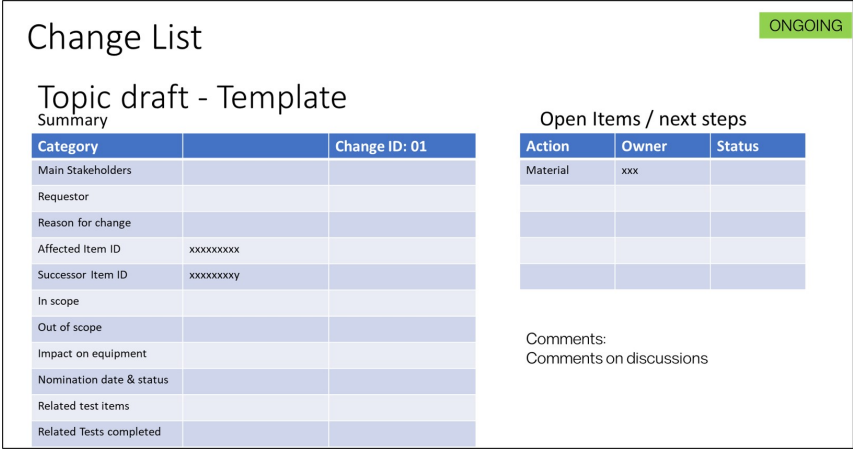 Change List
ONGOING
Topic draft - Template
Summary
Category Change ID: 01
Main Stakeholders
Requestor
Reason for change
Affected Item ID xxxxxxxxx
Successor Item ID xxxxxxxxy
In scope
Out of scope
Impact on equipment
Nomination date & status
Related test items
Related Tests completed
Open Items / next steps
Action Owner Status
Material xxx
Comments:
Comments on discussions